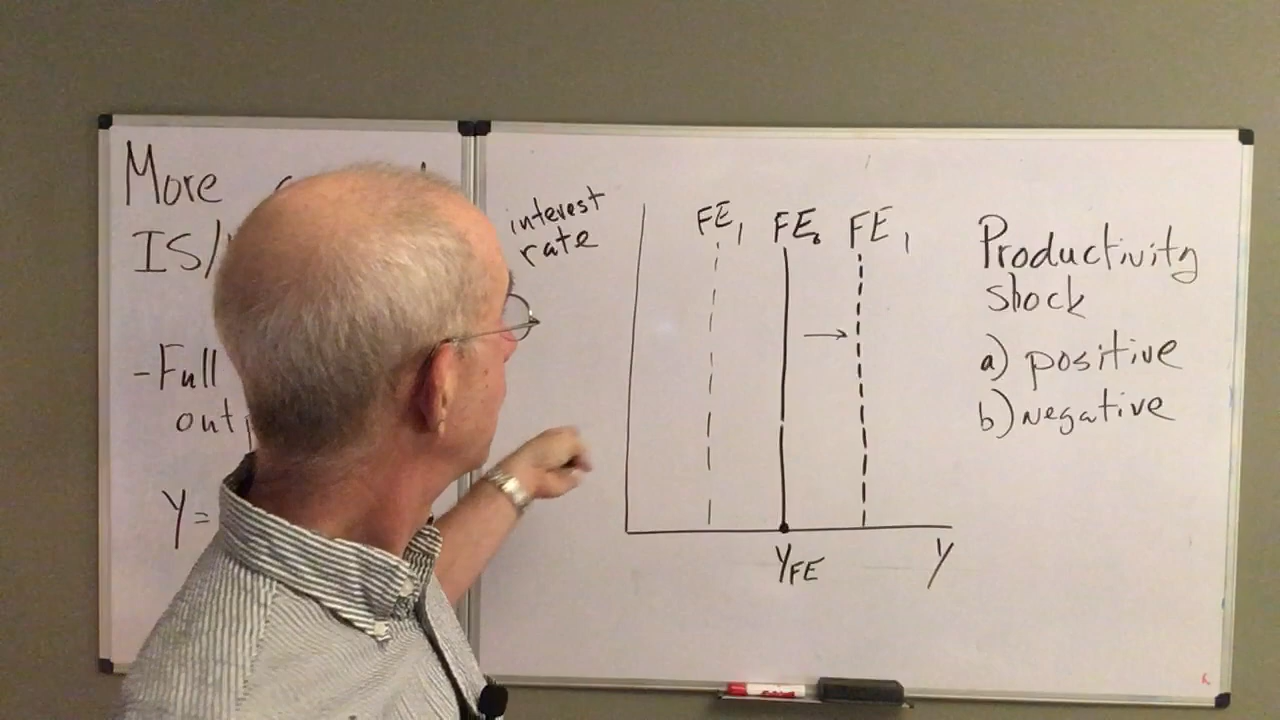 More
IS/
-Full
out
Y=
interest
rate
FE₁ FE₀ FE₁
Y_FE
Y
Productivity
shock
a) positive
b) negative